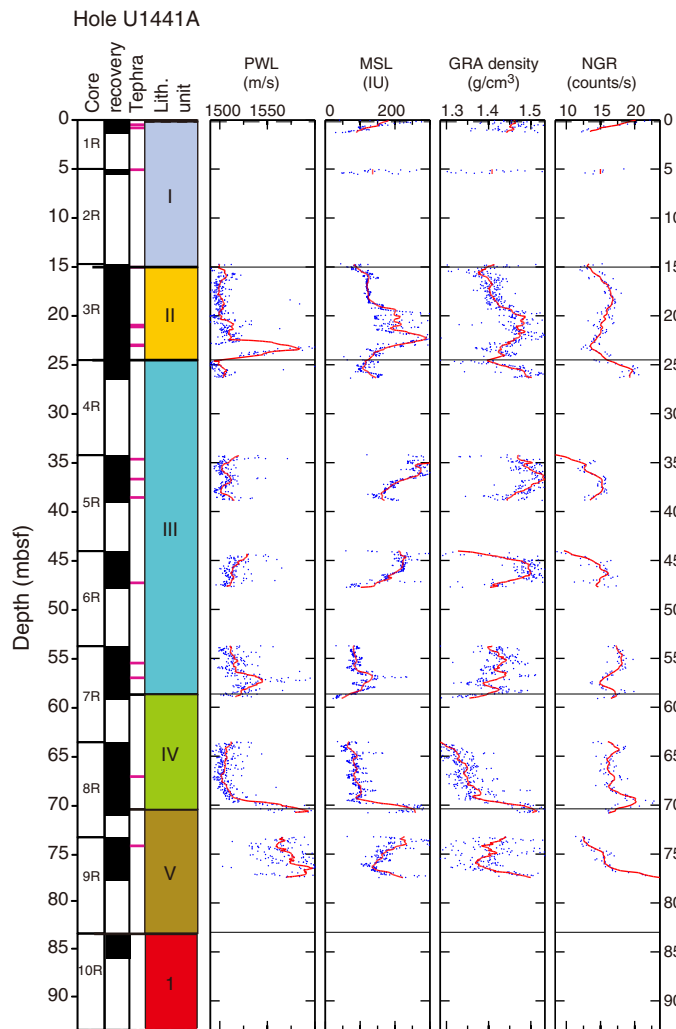 Hole U1441A
Core
recovery
Tephra
Lith.
unit
PWL
(m/s)
MSL
(IU)
GRA density
(g/cm³)
NGR
(counts/s)
1500 1550
0 200
1.3 1.4 1.5
10 15 20
Depth (mbsf)
0 1R 0
5 5
10 2R I 10
15 15
20 3R II 20
25 25
30 4R 30
35 35
40 5R III 40
45 45
50 6R 50
55 55
60 7R 60
65 IV 65
70 8R 70
75 75
80 9R V 80
85 85
90 10R 1 90